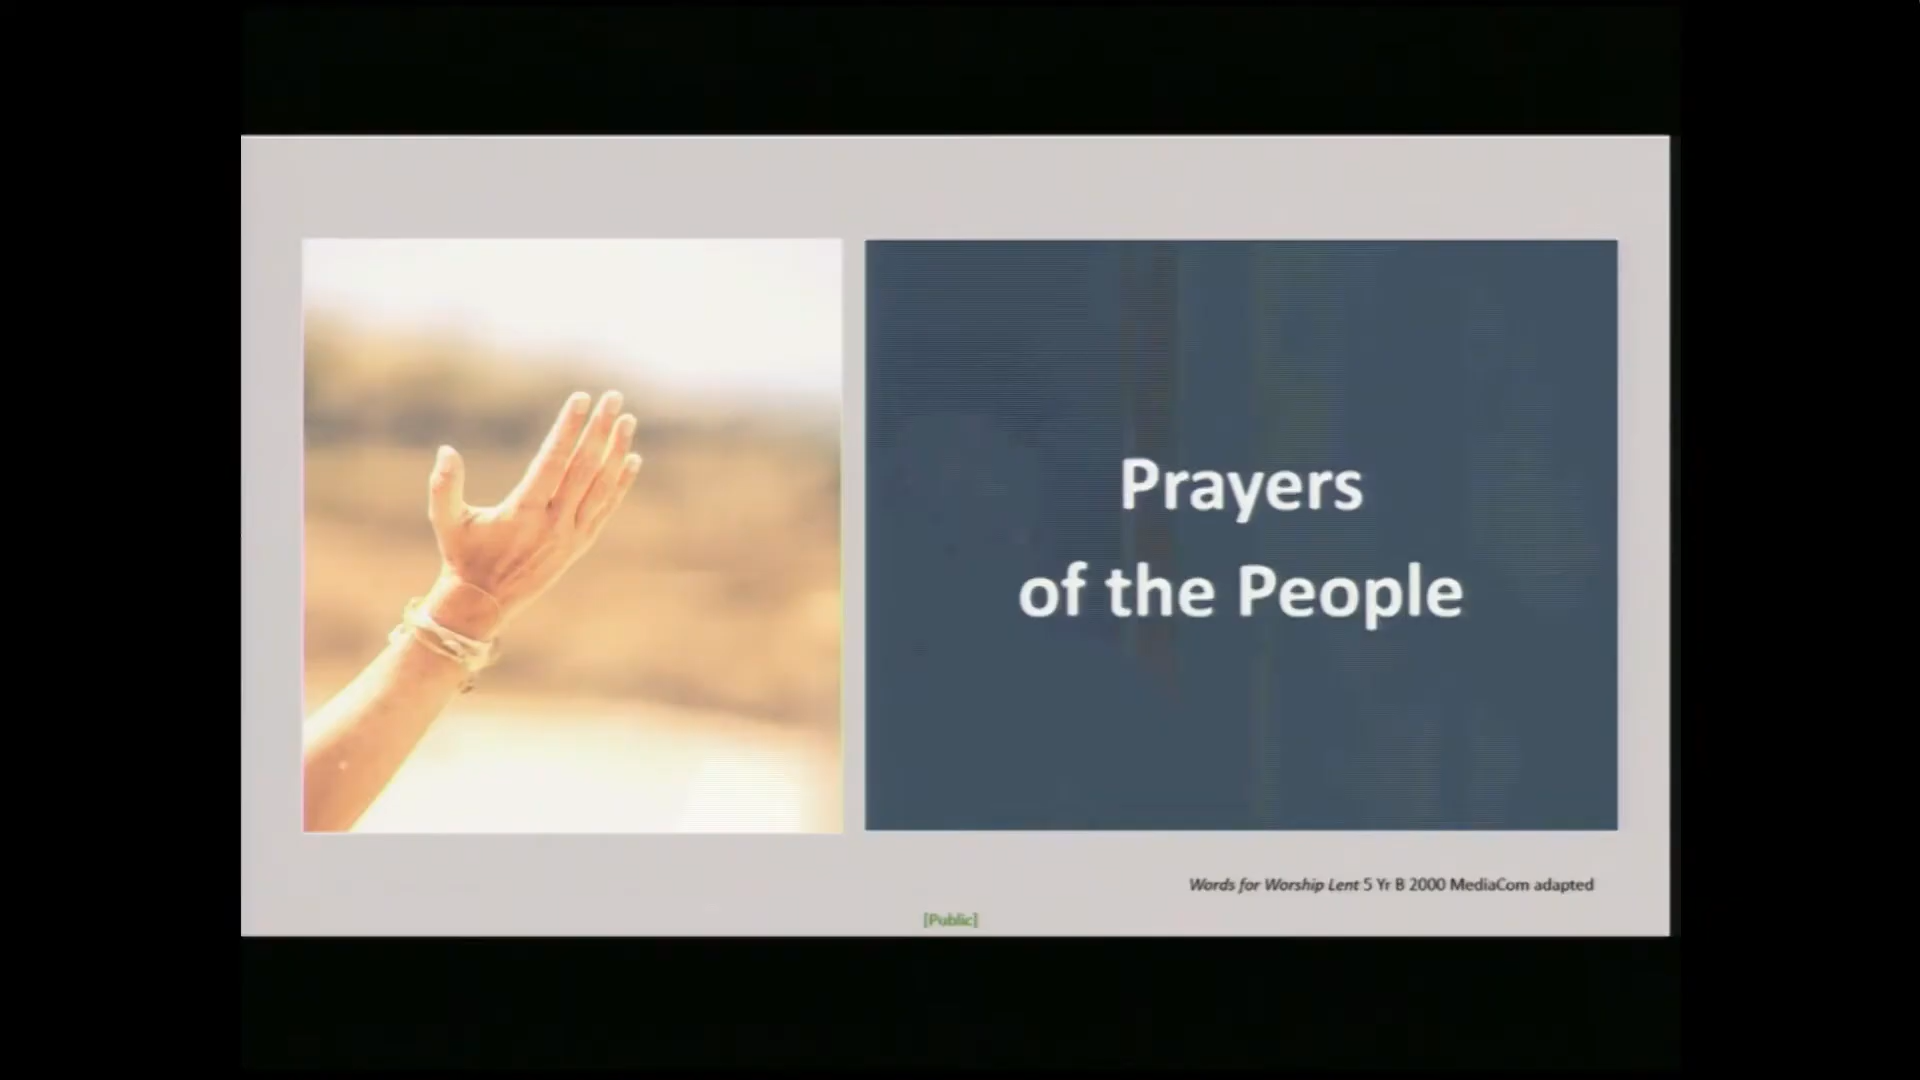 Prayers
of the People
Words for Worship Lent 5 Yr B 2000 MediaCom adapted
[Public]